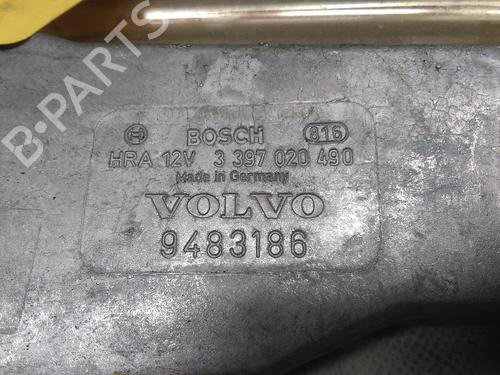 B-PARTS
BOSCH 816
HRA 12V 3 397 020 490
Made in Germany
VOLVO
9483186